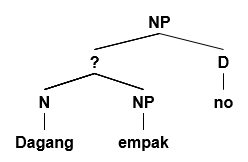 NP
? D
N NP no
Dagang empak